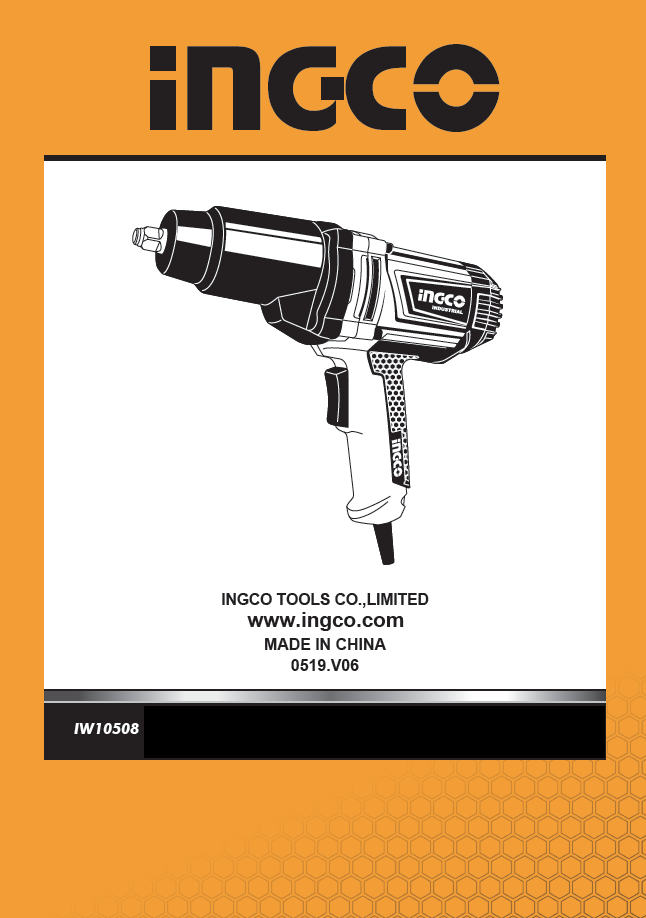 INGCO
INGCO
INDUSTRIAL
INGCO
INGCO TOOLS CO.,LIMITED
www.ingco.com
MADE IN CHINA
0519.V06
IW10508